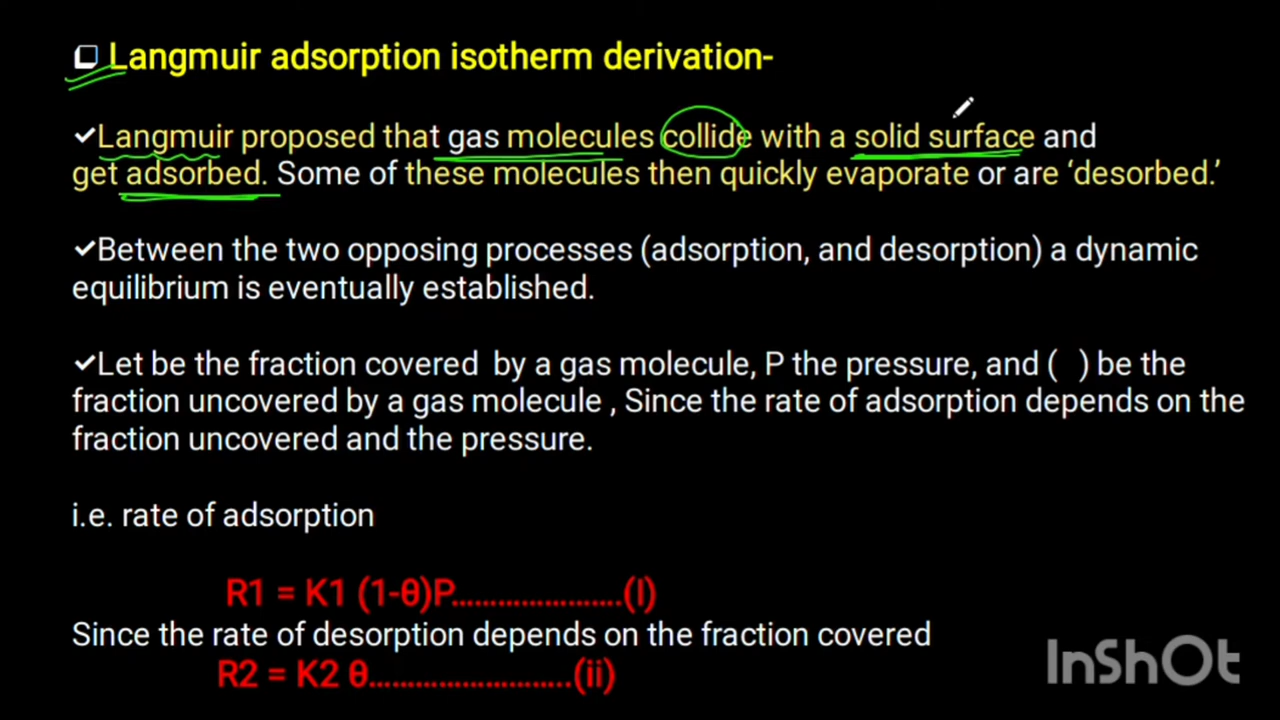 ❑ Langmuir adsorption isotherm derivation-
✔Langmuir proposed that gas molecules collide with a solid surface and
get adsorbed. Some of these molecules then quickly evaporate or are ‘desorbed.’
✔Between the two opposing processes (adsorption, and desorption) a dynamic
equilibrium is eventually established.
✔Let be the fraction covered  by a gas molecule, P the pressure, and (  ) be the
fraction uncovered by a gas molecule , Since the rate of adsorption depends on the
fraction uncovered and the pressure.
i.e. rate of adsorption
R1 = K1 (1-θ)P......................(I)
Since the rate of desorption depends on the fraction covered
R2 = K2 θ..........................(ii)
InShOt